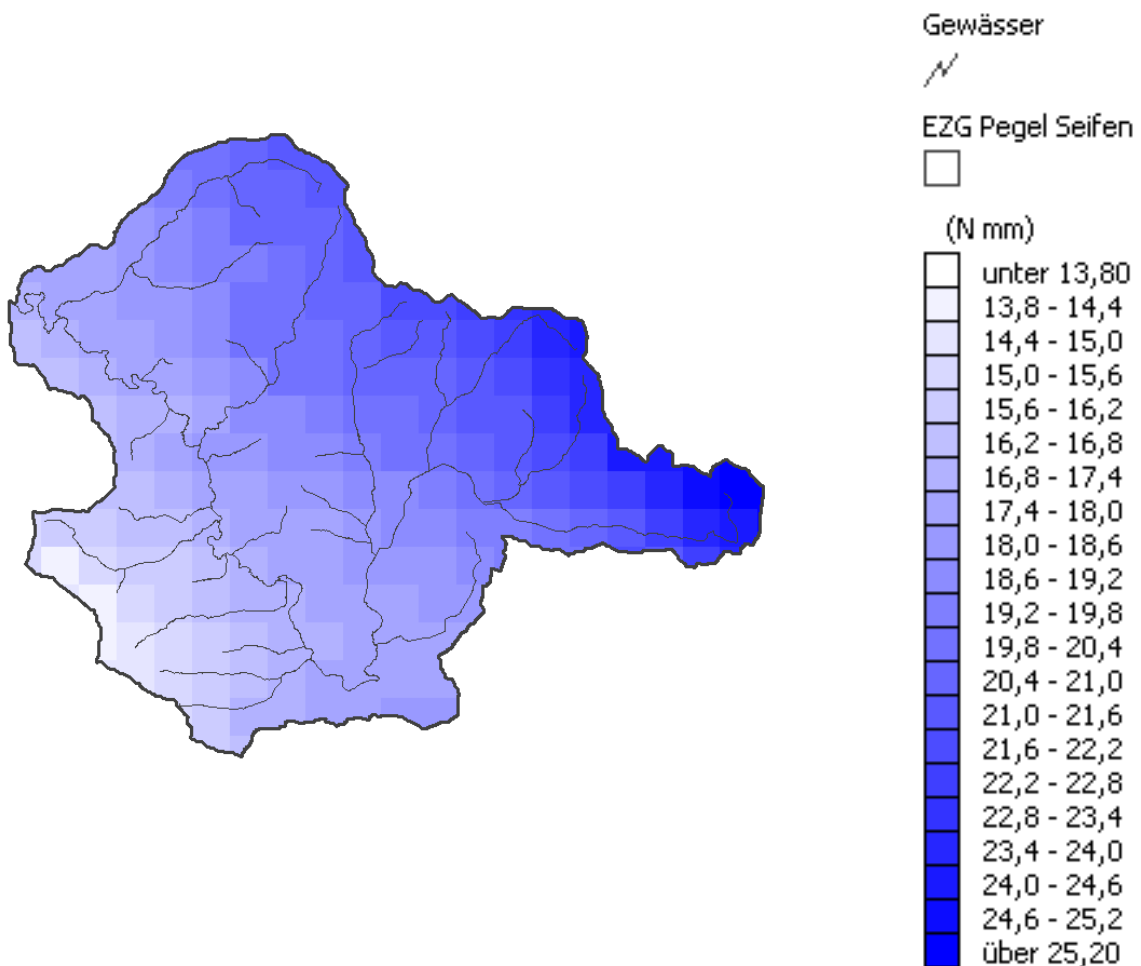 Gewässer
EZG Pegel Seifen
(N mm)
unter 13,80
13,8 - 14,4
14,4 - 15,0
15,0 - 15,6
15,6 - 16,2
16,2 - 16,8
16,8 - 17,4
17,4 - 18,0
18,0 - 18,6
18,6 - 19,2
19,2 - 19,8
19,8 - 20,4
20,4 - 21,0
21,0 - 21,6
21,6 - 22,2
22,2 - 22,8
22,8 - 23,4
23,4 - 24,0
24,0 - 24,6
24,6 - 25,2
über 25,20